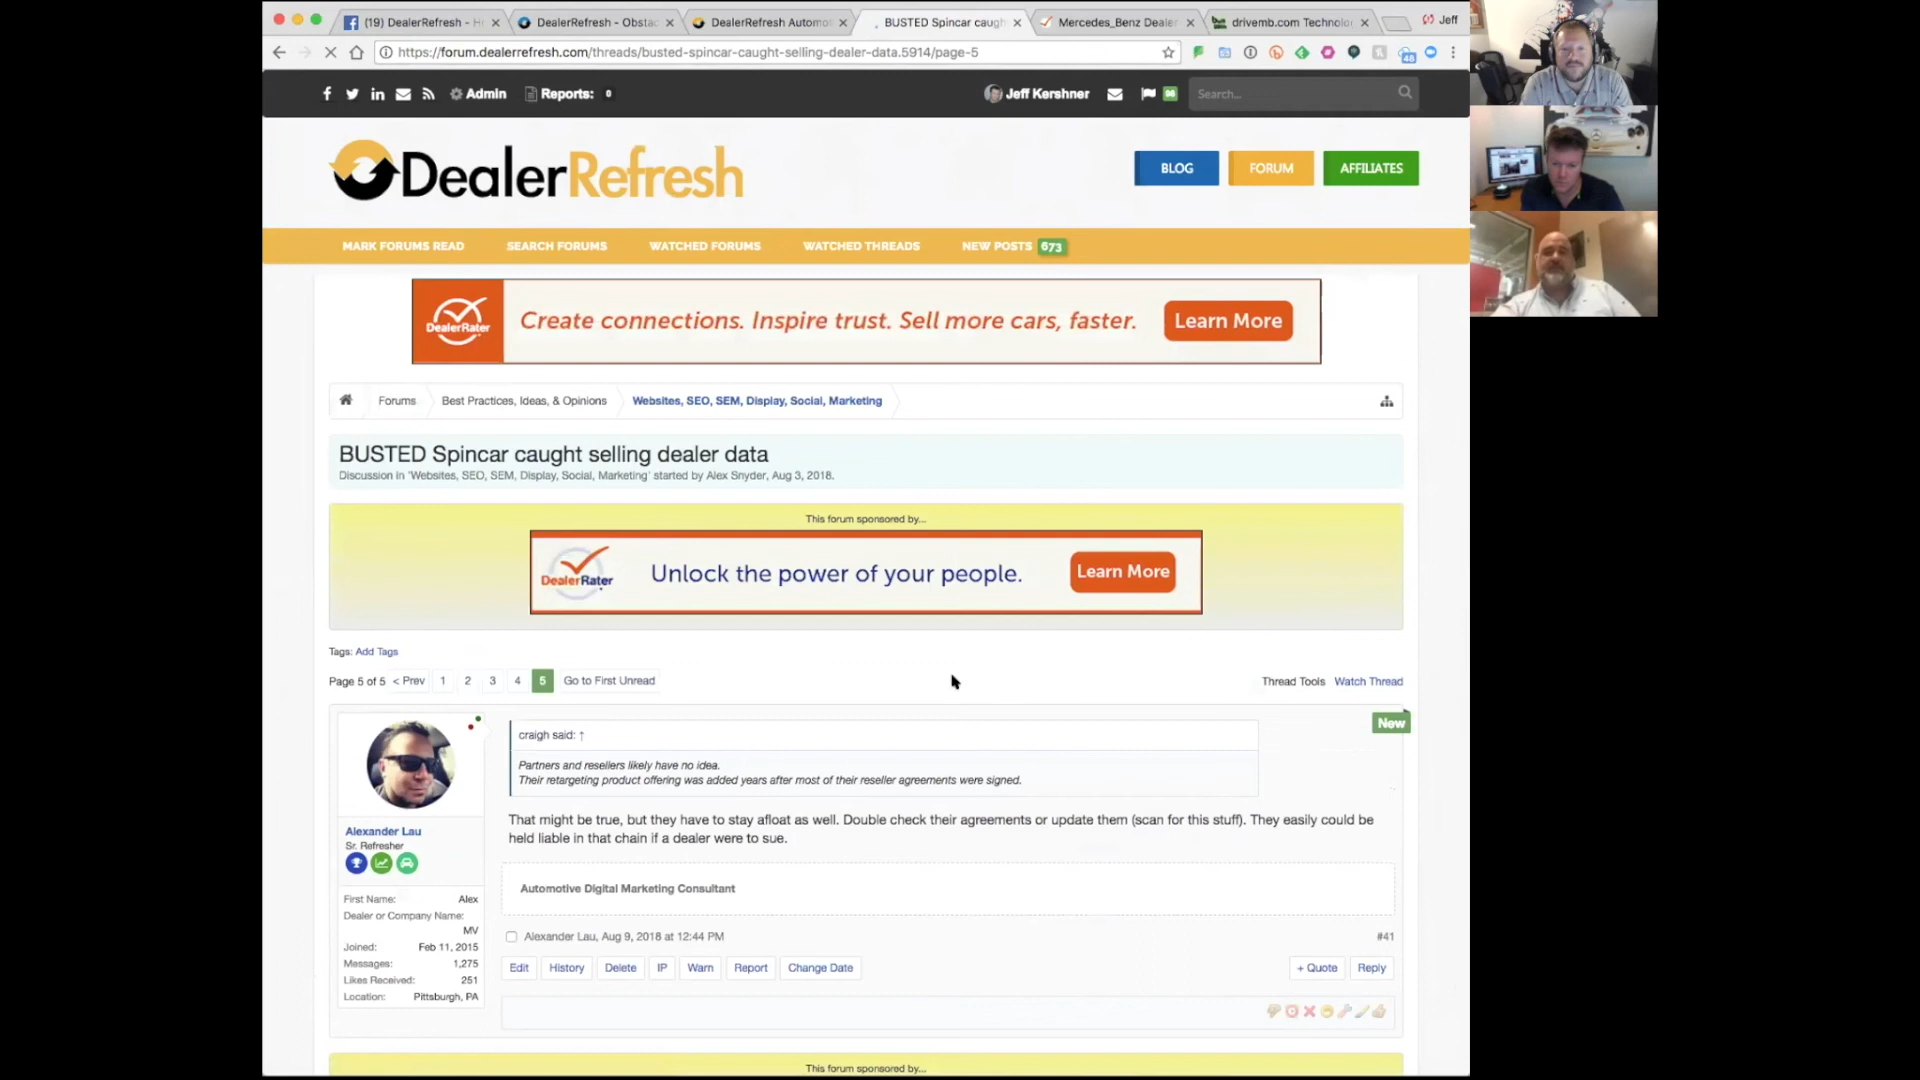 (19) DealerRefresh - H
DealerRefresh - Obstac
DealerRefresh Automo
BUSTED Spincar caugh
Mercedes_Benz Dealer
drivemb.com Technolo
Jeff
https://forum.dealerrefresh.com/threads/busted-spincar-caught-selling-dealer-data.5914/page-5
48
Admin
Reports: 0
Jeff Kershner
98
Search...
DealerRefresh
BLOG
FORUM
AFFILIATES
MARK FORUMS READ
SEARCH FORUMS
WATCHED FORUMS
WATCHED THREADS
NEW POSTS 673
DealerRater
Create connections. Inspire trust. Sell more cars, faster.
Learn More
Forums
Best Practices, Ideas, & Opinions
Websites, SEO, SEM, Display, Social, Marketing
BUSTED Spincar caught selling dealer data
Discussion in 'Websites, SEO, SEM, Display, Social, Marketing' started by Alex Snyder, Aug 3, 2018.
This forum sponsored by...
DealerRater
Unlock the power of your people.
Learn More
Tags: Add Tags
Page 5 of 5 < Prev 1 2 3 4 5 Go to First Unread
Thread Tools Watch Thread
New
craigh said: ↑
Partners and resellers likely have no idea.
Their retargeting product offering was added years after most of their reseller agreements were signed.
That might be true, but they have to stay afloat as well. Double check their agreements or update them (scan for this stuff). They easily could be
held liable in that chain if a dealer were to sue.
Alexander Lau
Sr. Refresher
First Name: Alex
Dealer or Company Name:
MV
Joined: Feb 11, 2015
Messages: 1,275
Likes Received: 251
Location: Pittsburgh, PA
Automotive Digital Marketing Consultant
Alexander Lau, Aug 9, 2018 at 12:44 PM
#41
Edit History Delete IP Warn Report Change Date
+ Quote Reply
This forum sponsored by...